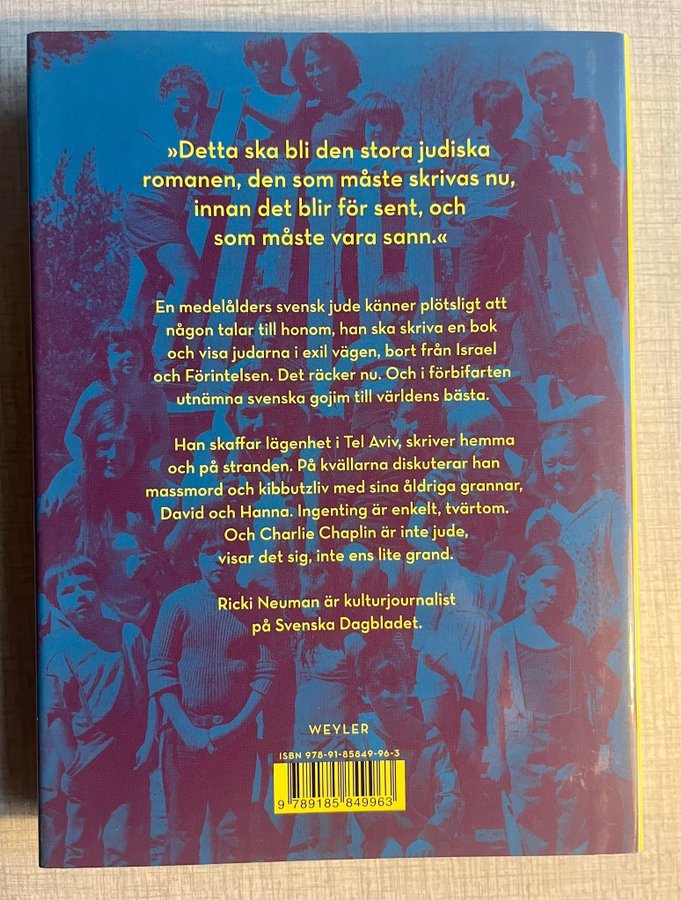 »Detta ska bli den stora judiska
romanen, den som måste skrivas nu,
innan det blir för sent, och
som måste vara sann.«
En medelålders svensk jude känner plötsligt att
någon talar till honom, han ska skriva en bok
och visa judarna i exil vägen, bort från Israel
och Förintelsen. Det räcker nu. Och i förbifarten
utnämna svenska gojim till världens bästa.
Han skaffar lägenhet i Tel Aviv, skriver hemma
och på stranden. På kvällarna diskuterar han
massmord och kibbutzliv med sina åldriga grannar,
David och Hanna. Ingenting är enkelt, tvärtom.
Och Charlie Chaplin är inte jude,
visar det sig, inte ens lite grand.
Ricki Neuman är kulturjournalist
på Svenska Dagbladet.
WEYLER
ISBN 978-91-85849-96-3
9 789185 849963